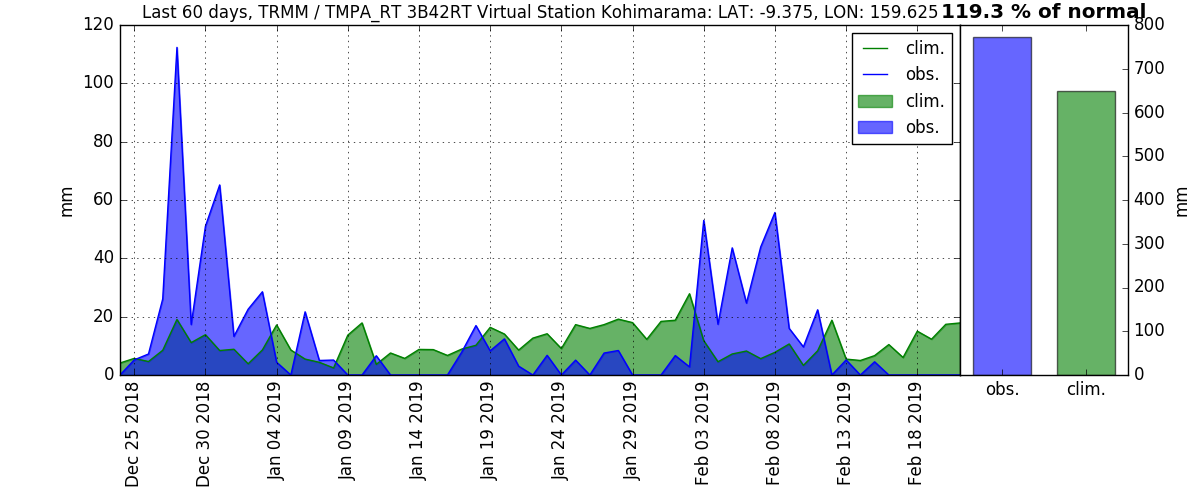 Last 60 days, TRMM / TMPA_RT 3B42RT Virtual Station Kohimarama: LAT: -9.375, LON: 159.625
119.3 % of normal
clim.
obs.
clim.
obs.
mm
120
100
80
60
40
20
0
Dec 25 2018
Dec 30 2018
Jan 04 2019
Jan 09 2019
Jan 14 2019
Jan 19 2019
Jan 24 2019
Jan 29 2019
Feb 03 2019
Feb 08 2019
Feb 13 2019
Feb 18 2019
800
700
600
500
400
300
200
100
0
mm
obs.
clim.